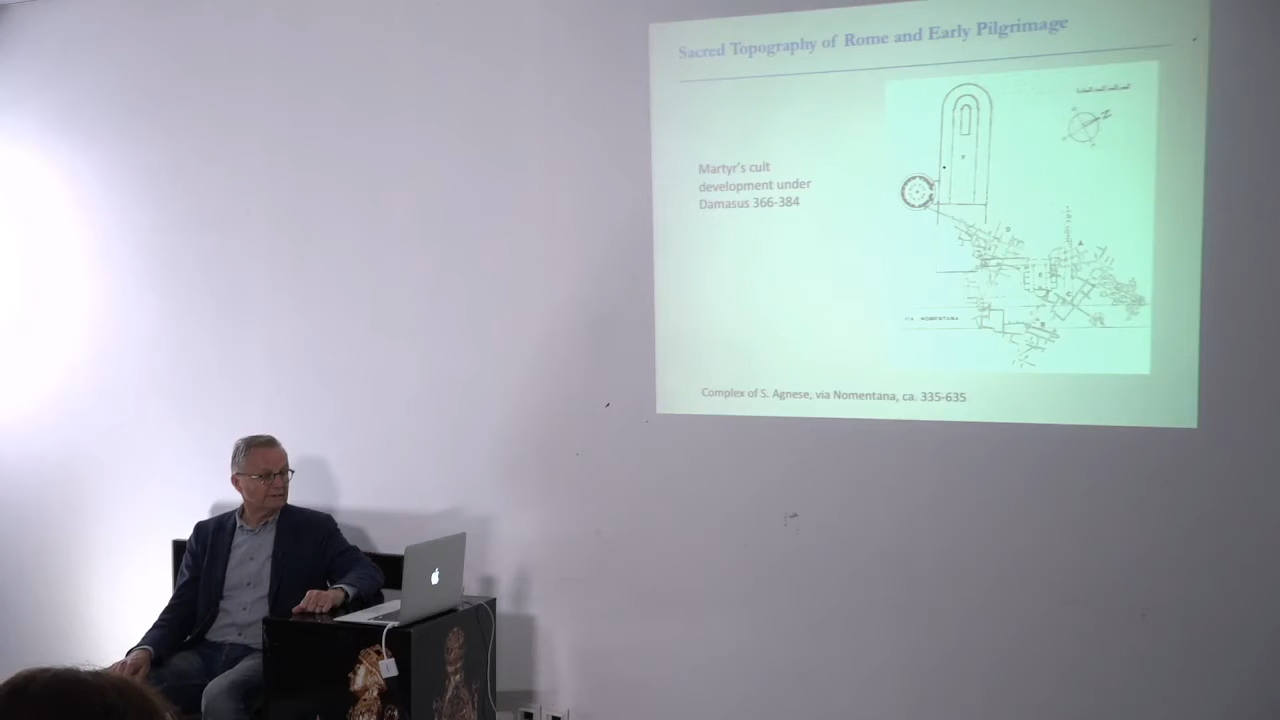 Sacred Topography of Rome and Early Pilgrimage
Martyr's cult
development under
Damasus 366-384
VIA NOMENTANA
Complex of S. Agnese, via Nomentana, ca. 335-635